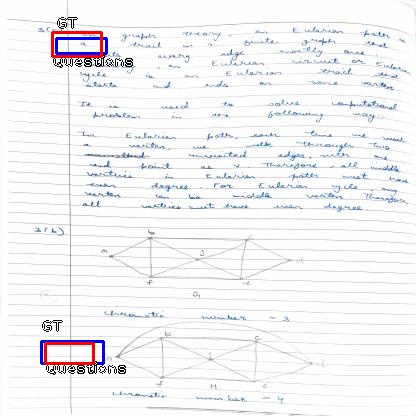 GT
3(a) In graph theory, an Eulerian path is
a trail in a finite graph that
every edge exactly once.
an Eulerian circuit or Eulerian
Questions
cycle is an Eulerian trail that
starts and ends on same vertex
It is used to solve computational
problem in the following way.
In Eulerian path, each time we visit
a vertex, we walk through two
unvisited edges, with one
end point as v. Therefore, all middle
vertices in Eulerian path must have
even degree. For Eulerian cycle, any
vertex can be middle vertex. Therefore,
all vertices must have even degree
3(b)
a b c d e f g
G
chromatic number = 3
GT
b c
Questions
f H e
chromatic number = 4